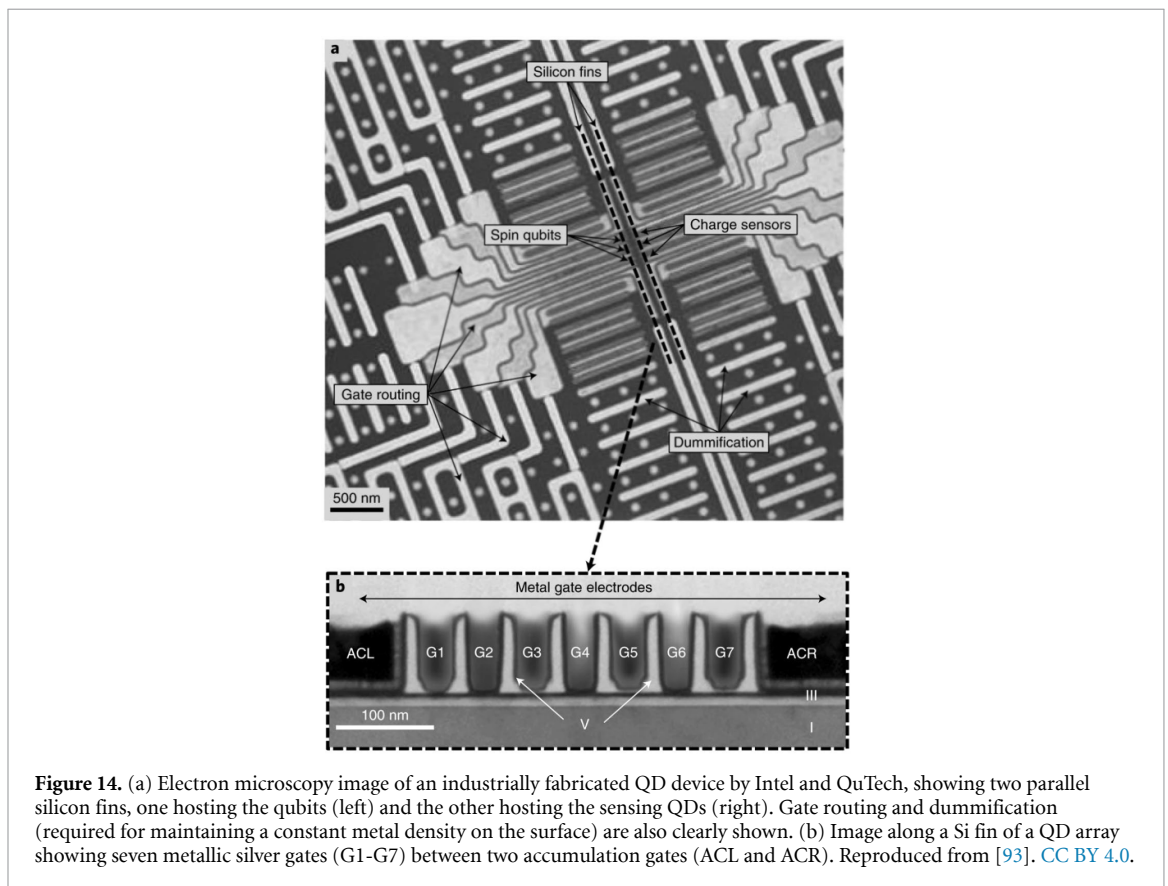 a
Silicon fins
Spin qubits
Charge sensors
Gate routing
Dummification
500 nm
b
Metal gate electrodes
ACL G1 G2 G3 G4 G5 G6 G7 ACR
III
100 nm
V
I
Figure 14. (a) Electron microscopy image of an industrially fabricated QD device by Intel and QuTech, showing two parallel
silicon fins, one hosting the qubits (left) and the other hosting the sensing QDs (right). Gate routing and dummification
(required for maintaining a constant metal density on the surface) are also clearly shown. (b) Image along a Si fin of a QD array
showing seven metallic silver gates (G1-G7) between two accumulation gates (ACL and ACR). Reproduced from [93]. CC BY 4.0.